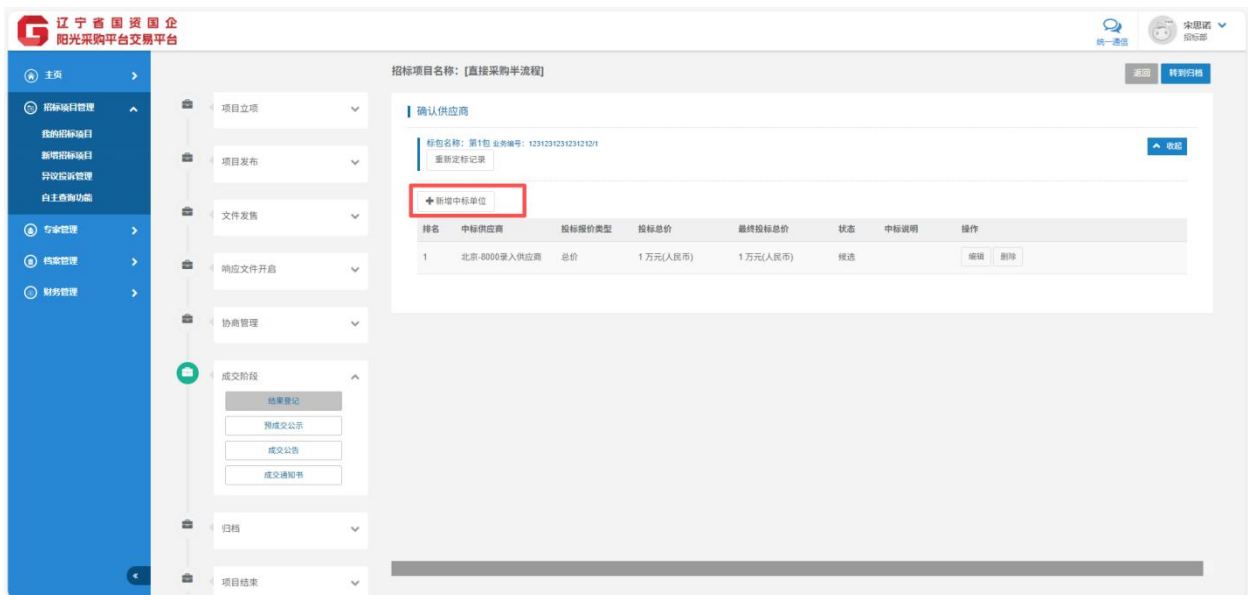 辽宁省国资国企
阳光采购平台交易平台
统一通信
宋思诺
招标部
主页
招标项目管理
我的招标项目
新增招标项目
异议投诉管理
自主查询功能
专家管理
档案管理
财务管理
项目立项
项目发布
文件发售
响应文件开启
协商管理
成交阶段
结果登记
预成交公示
成交公告
成交通知书
归档
项目结束
招标项目名称：[直接采购半流程]
返回 转到归档
确认供应商
标包名称：第1包 业务编号：1231231231231212/1
收起
重新定标记录
新增中标单位
排名 中标供应商 投标报价类型 投标总价 最终投标总价 状态 中标说明 操作
1 北京-8000录入供应商 总价 1 万元(人民币) 1 万元(人民币) 候选 编辑 删除